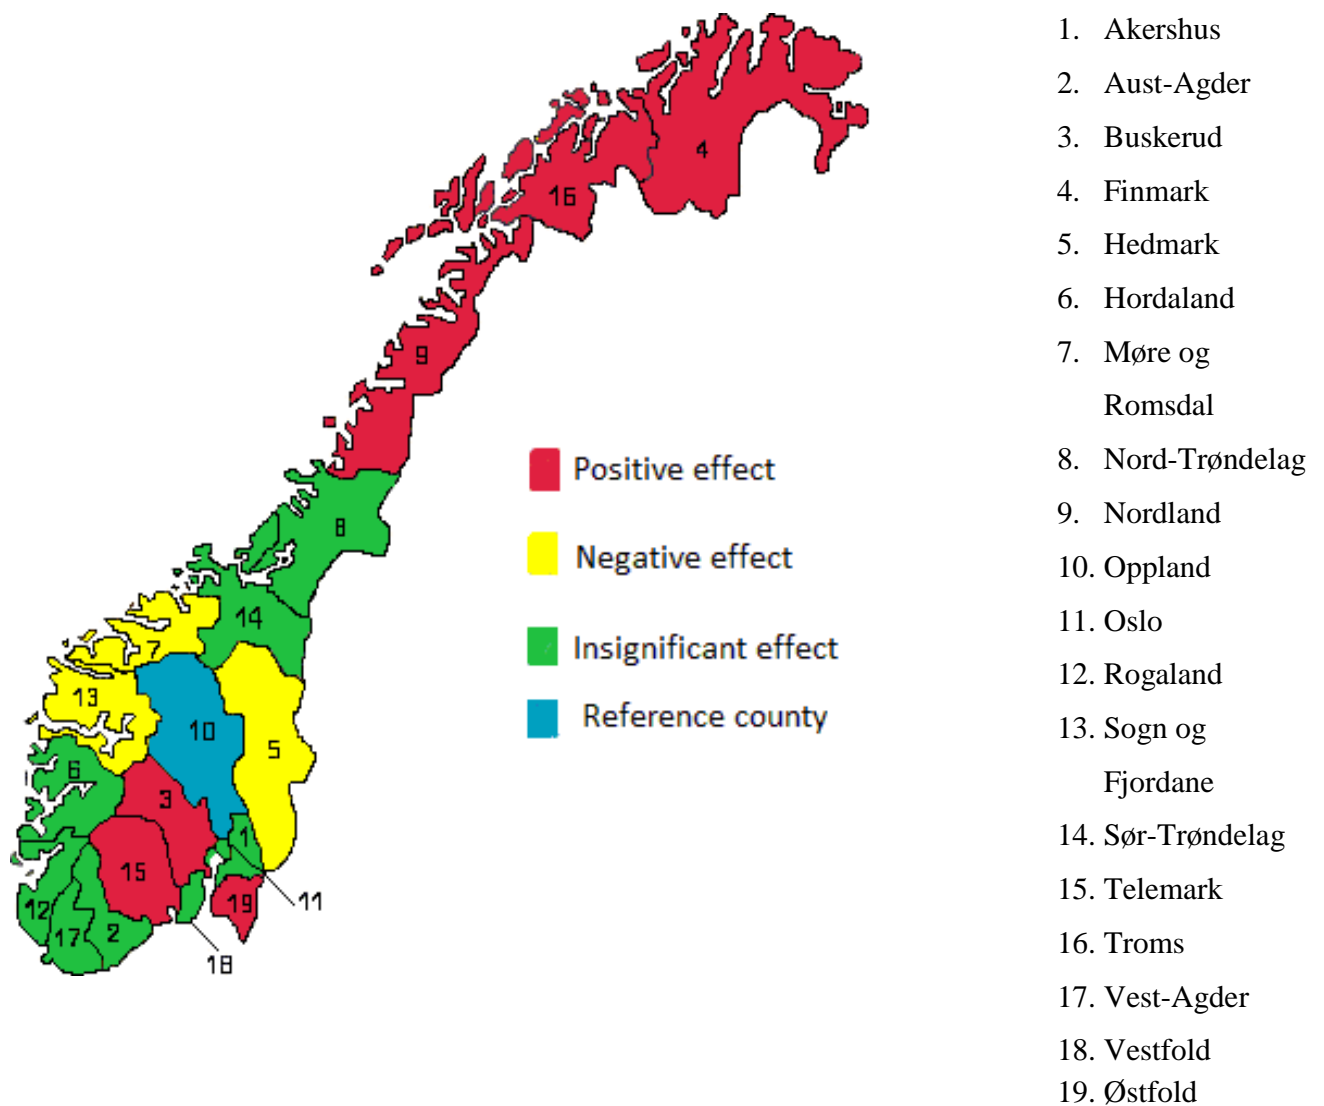 4
16
9
8
14
7
13
10
5
6
3
1
15
12
17
2
19
11
18
Positive effect
Negative effect
Insignificant effect
Reference county
1. Akershus
2. Aust-Agder
3. Buskerud
4. Finmark
5. Hedmark
6. Hordaland
7. Møre og
Romsdal
8. Nord-Trøndelag
9. Nordland
10. Oppland
11. Oslo
12. Rogaland
13. Sogn og
Fjordane
14. Sør-Trøndelag
15. Telemark
16. Troms
17. Vest-Agder
18. Vestfold
19. Østfold